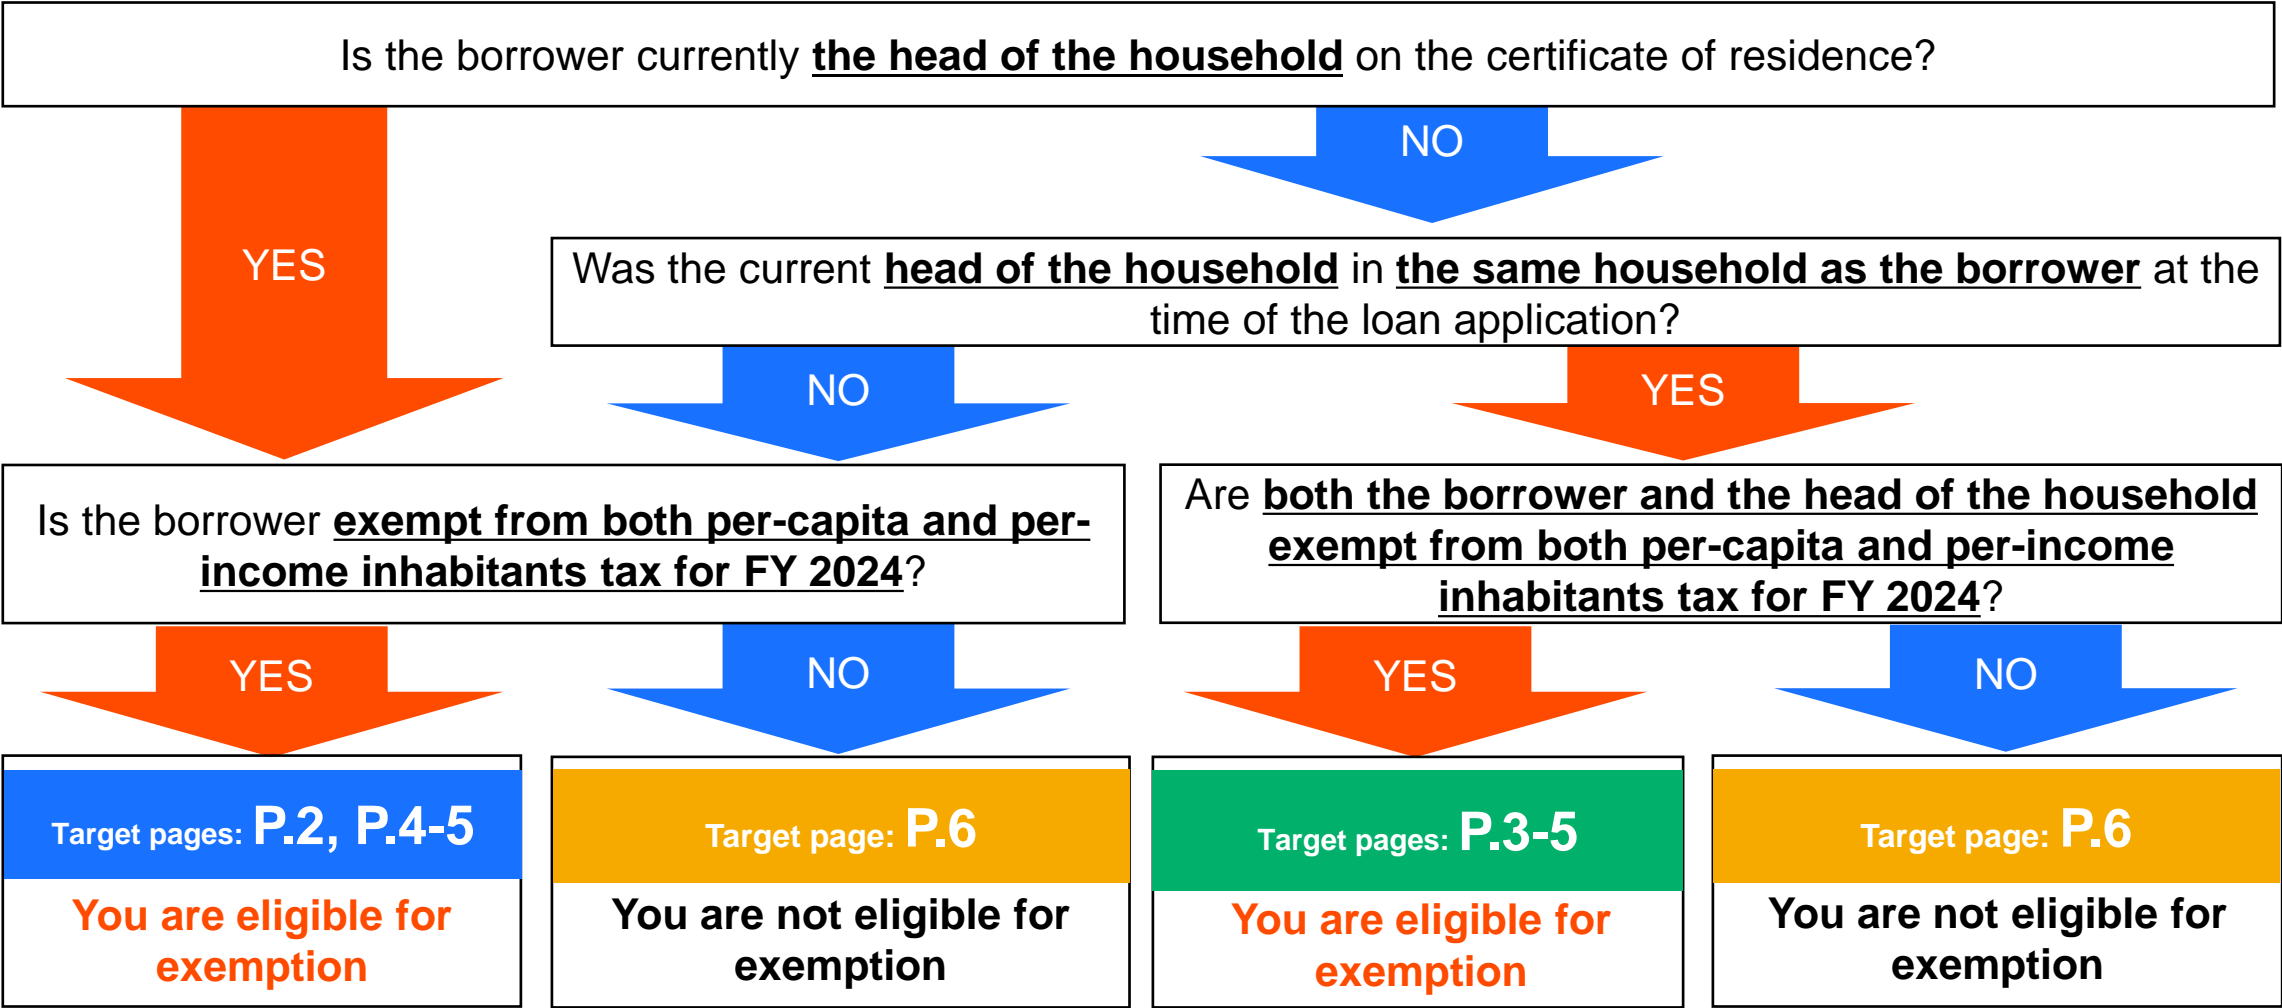 Is the borrower currently the head of the household on the certificate of residence?
NO
YES
Was the current head of the household in the same household as the borrower at the
time of the loan application?
NO
YES
Is the borrower exempt from both per-capita and per-
income inhabitants tax for FY 2024?
Are both the borrower and the head of the household
exempt from both per-capita and per-income
inhabitants tax for FY 2024?
YES
NO
YES
NO
Target pages: P.2, P.4-5
You are eligible for
exemption
Target page: P.6
You are not eligible for
exemption
Target pages: P.3-5
You are eligible for
exemption
Target page: P.6
You are not eligible for
exemption